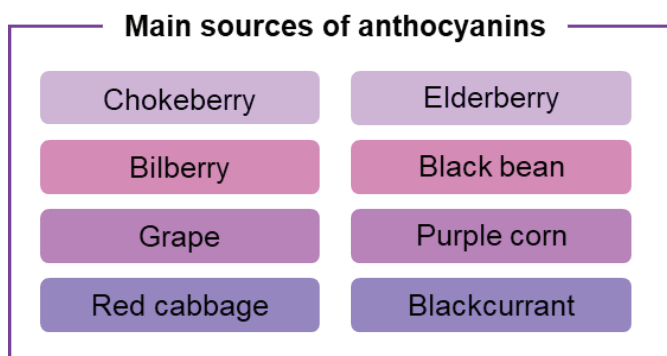 Main sources of anthocyanins
Chokeberry
Elderberry
Bilberry
Black bean
Grape
Purple corn
Red cabbage
Blackcurrant